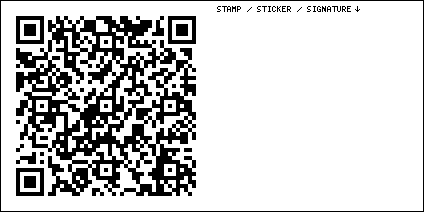 STAMP / STICKER / SIGNATURE ↓